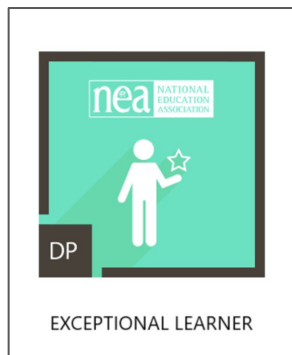 nea
NATIONAL
EDUCATION
ASSOCIATION
DP
EXCEPTIONAL LEARNER